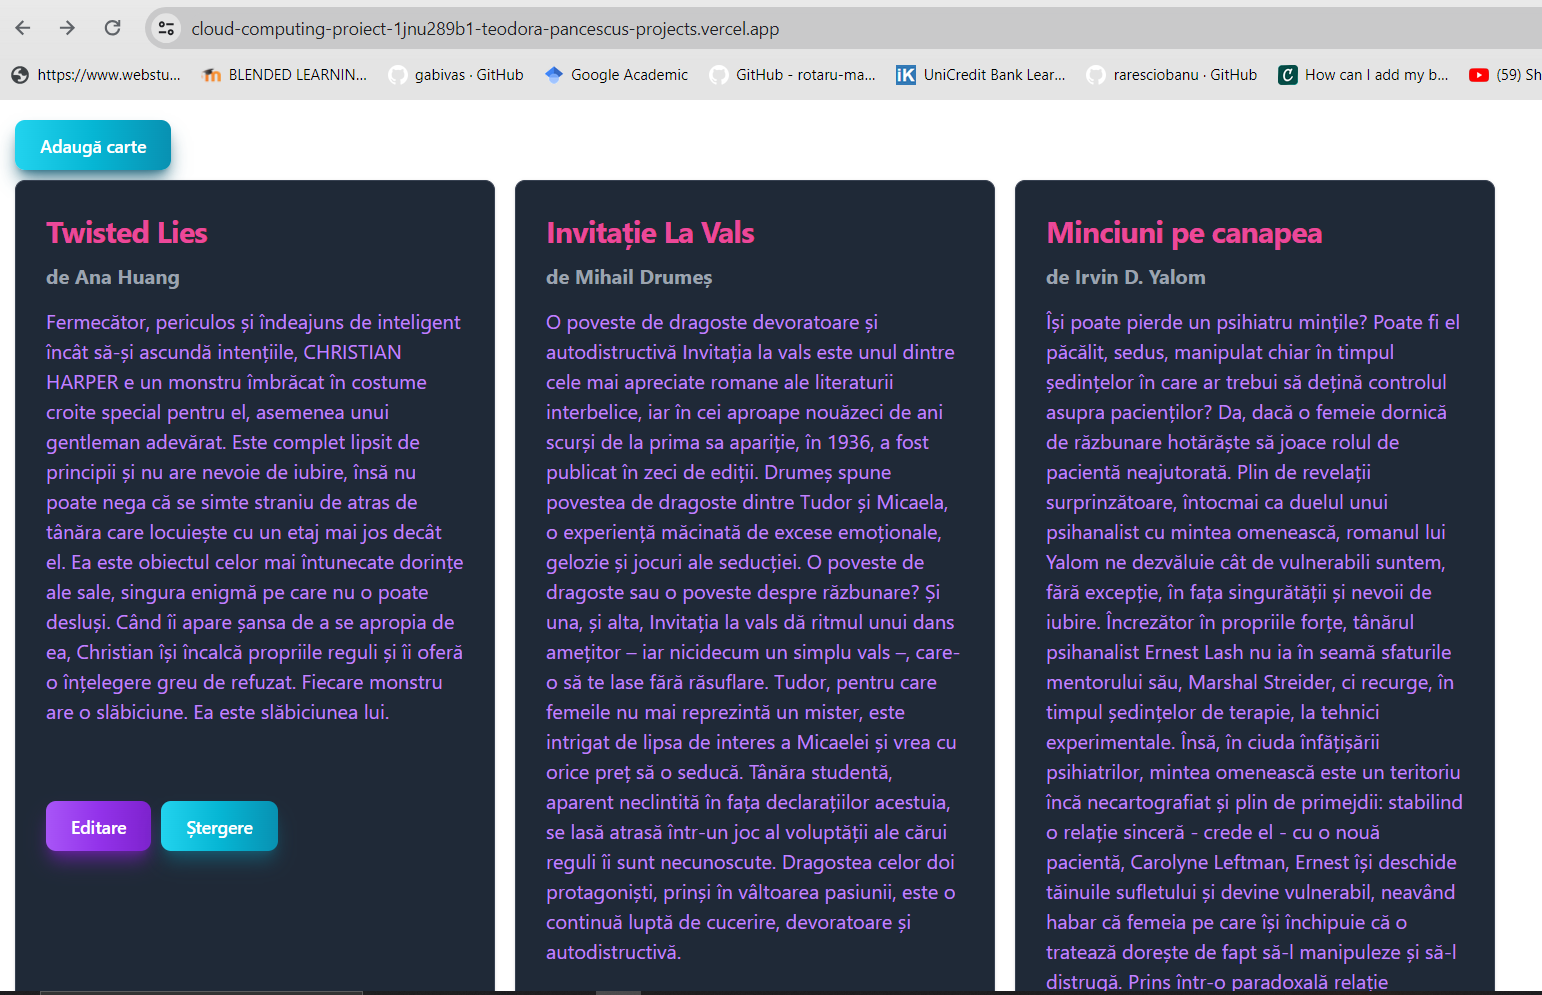 cloud-computing-proiect-1jnu289b1-teodora-pancescus-projects.vercel.app
https://www.webstu...
BLENDED LEARNIN...
gabivas · GitHub
Google Academic
GitHub - rotaru-ma...
iK
UniCredit Bank Lear...
raresciobanu · GitHub
How can I add my b...
(59) Sh
Adaugă carte
Twisted Lies
de Ana Huang
Fermecător, periculos și îndeajuns de inteligent
încât să-și ascundă intențiile, CHRISTIAN
HARPER e un monstru îmbrăcat în costume
croite special pentru el, asemenea unui
gentleman adevărat. Este complet lipsit de
principii și nu are nevoie de iubire, însă nu
poate nega că se simte straniu de atras de
tânăra care locuiește cu un etaj mai jos decât
el. Ea este obiectul celor mai întunecate dorințe
ale sale, singura enigmă pe care nu o poate
desluși. Când îi apare șansa de a se apropia de
ea, Christian își încalcă propriile reguli și îi oferă
o înțelegere greu de refuzat. Fiecare monstru
are o slăbiciune. Ea este slăbiciunea lui.
Editare
Ștergere
Invitație La Vals
de Mihail Drumeș
O poveste de dragoste devoratoare și
autodistructivă Invitația la vals este unul dintre
cele mai apreciate romane ale literaturii
interbelice, iar în cei aproape nouăzeci de ani
scurși de la prima sa apariție, în 1936, a fost
publicat în zeci de ediții. Drumeș spune
povestea de dragoste dintre Tudor și Micaela,
o experiență măcinată de excese emoționale,
gelozie și jocuri ale seducției. O poveste de
dragoste sau o poveste despre răzbunare? Și
una, și alta, Invitația la vals dă ritmul unui dans
amețitor – iar nicidecum un simplu vals –, care-
o să te lase fără răsuflare. Tudor, pentru care
femeile nu mai reprezintă un mister, este
intrigat de lipsa de interes a Micaelei și vrea cu
orice preț să o seducă. Tânăra studentă,
aparent neclintită în fața declarațiilor acestuia,
se lasă atrasă într-un joc al voluptății ale cărui
reguli îi sunt necunoscute. Dragostea celor doi
protagoniști, prinși în vâltoarea pasiunii, este o
continuă luptă de cucerire, devoratoare și
autodistructivă.
Minciuni pe canapea
de Irvin D. Yalom
Își poate pierde un psihiatru mințile? Poate fi el
păcălit, sedus, manipulat chiar în timpul
ședințelor în care ar trebui să dețină controlul
asupra pacienților? Da, dacă o femeie dornică
de răzbunare hotărăște să joace rolul de
pacientă neajutorată. Plin de revelații
surprinzătoare, întocmai ca duelul unui
psihanalist cu mintea omenească, romanul lui
Yalom ne dezvăluie cât de vulnerabili suntem,
fără excepție, în fața singurătății și nevoii de
iubire. Încrezător în propriile forțe, tânărul
psihanalist Ernest Lash nu ia în seamă sfaturile
mentorului său, Marshal Streider, ci recurge, în
timpul ședințelor de terapie, la tehnici
experimentale. Însă, în ciuda înfățișării
psihiatrilor, mintea omenească este un teritoriu
încă necartografiat și plin de primejdii: stabilind
o relație sinceră - crede el - cu o nouă
pacientă, Carolyne Leftman, Ernest își deschide
tăinuile sufletului și devine vulnerabil, neavând
habar că femeia pe care își închipuie că o
tratează dorește de fapt să-l manipuleze și să-l
distrugă. Prins într-o paradoxală relație